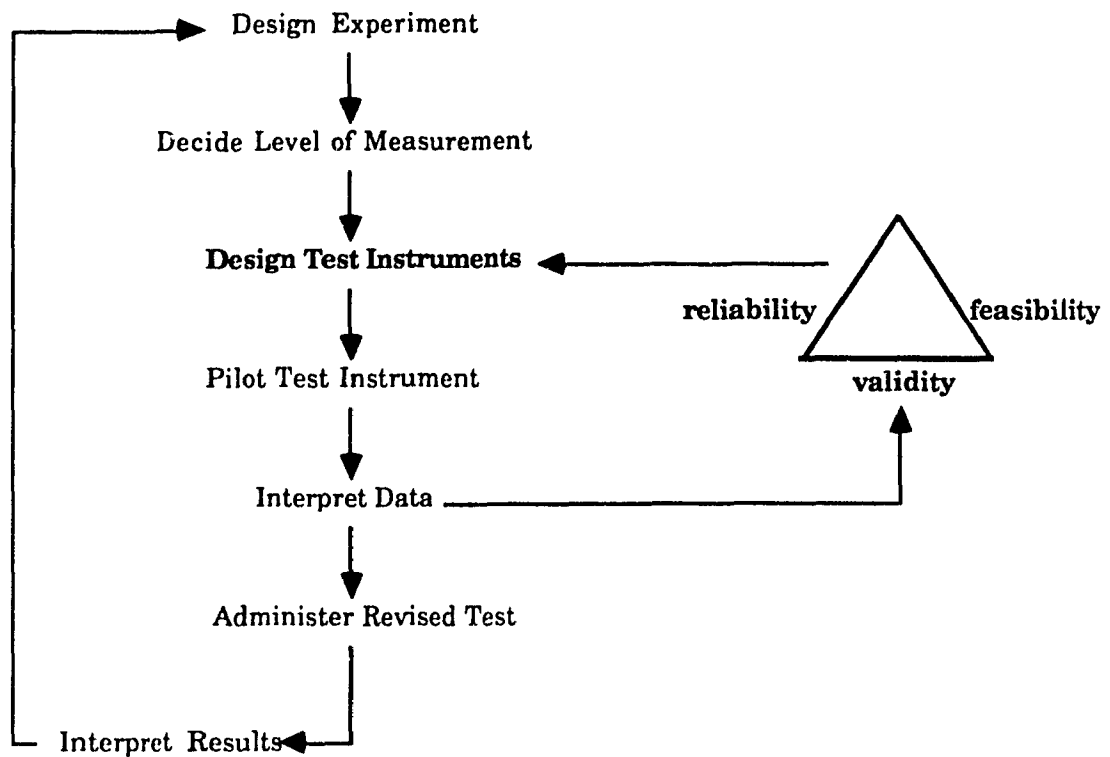 Design Experiment
Decide Level of Measurement
Design Test Instruments
reliability
feasibility
validity
Pilot Test Instrument
Interpret Data
Administer Revised Test
Interpret Results